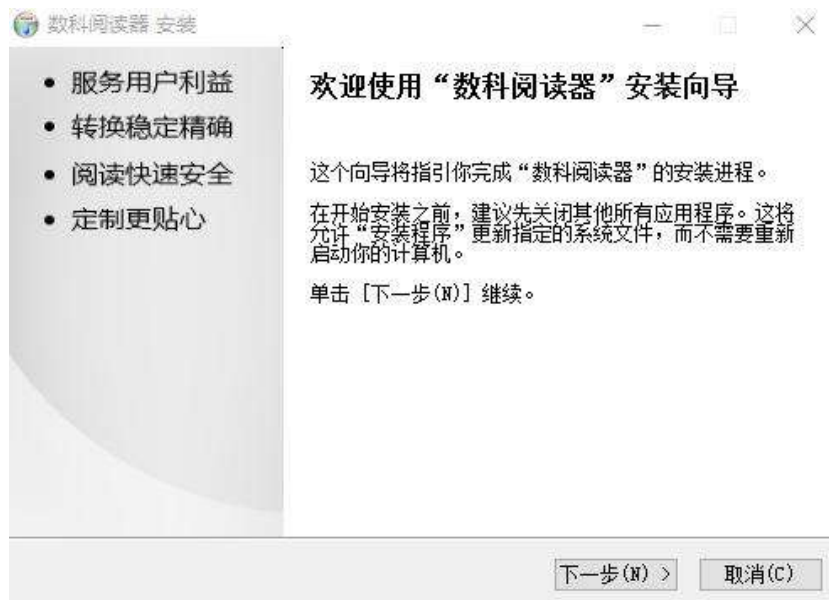 数科阅读器 安装
• 服务用户利益
• 转换稳定精确
• 阅读快速安全
• 定制更贴心
欢迎使用“数科阅读器”安装向导
这个向导将指引你完成“数科阅读器”的安装进程。
在开始安装之前，建议先关闭其他所有应用程序。这将
允许“安装程序”更新指定的系统文件，而不需要重新
启动你的计算机。
单击 [下一步(N)] 继续。
下一步(N) >
取消(C)